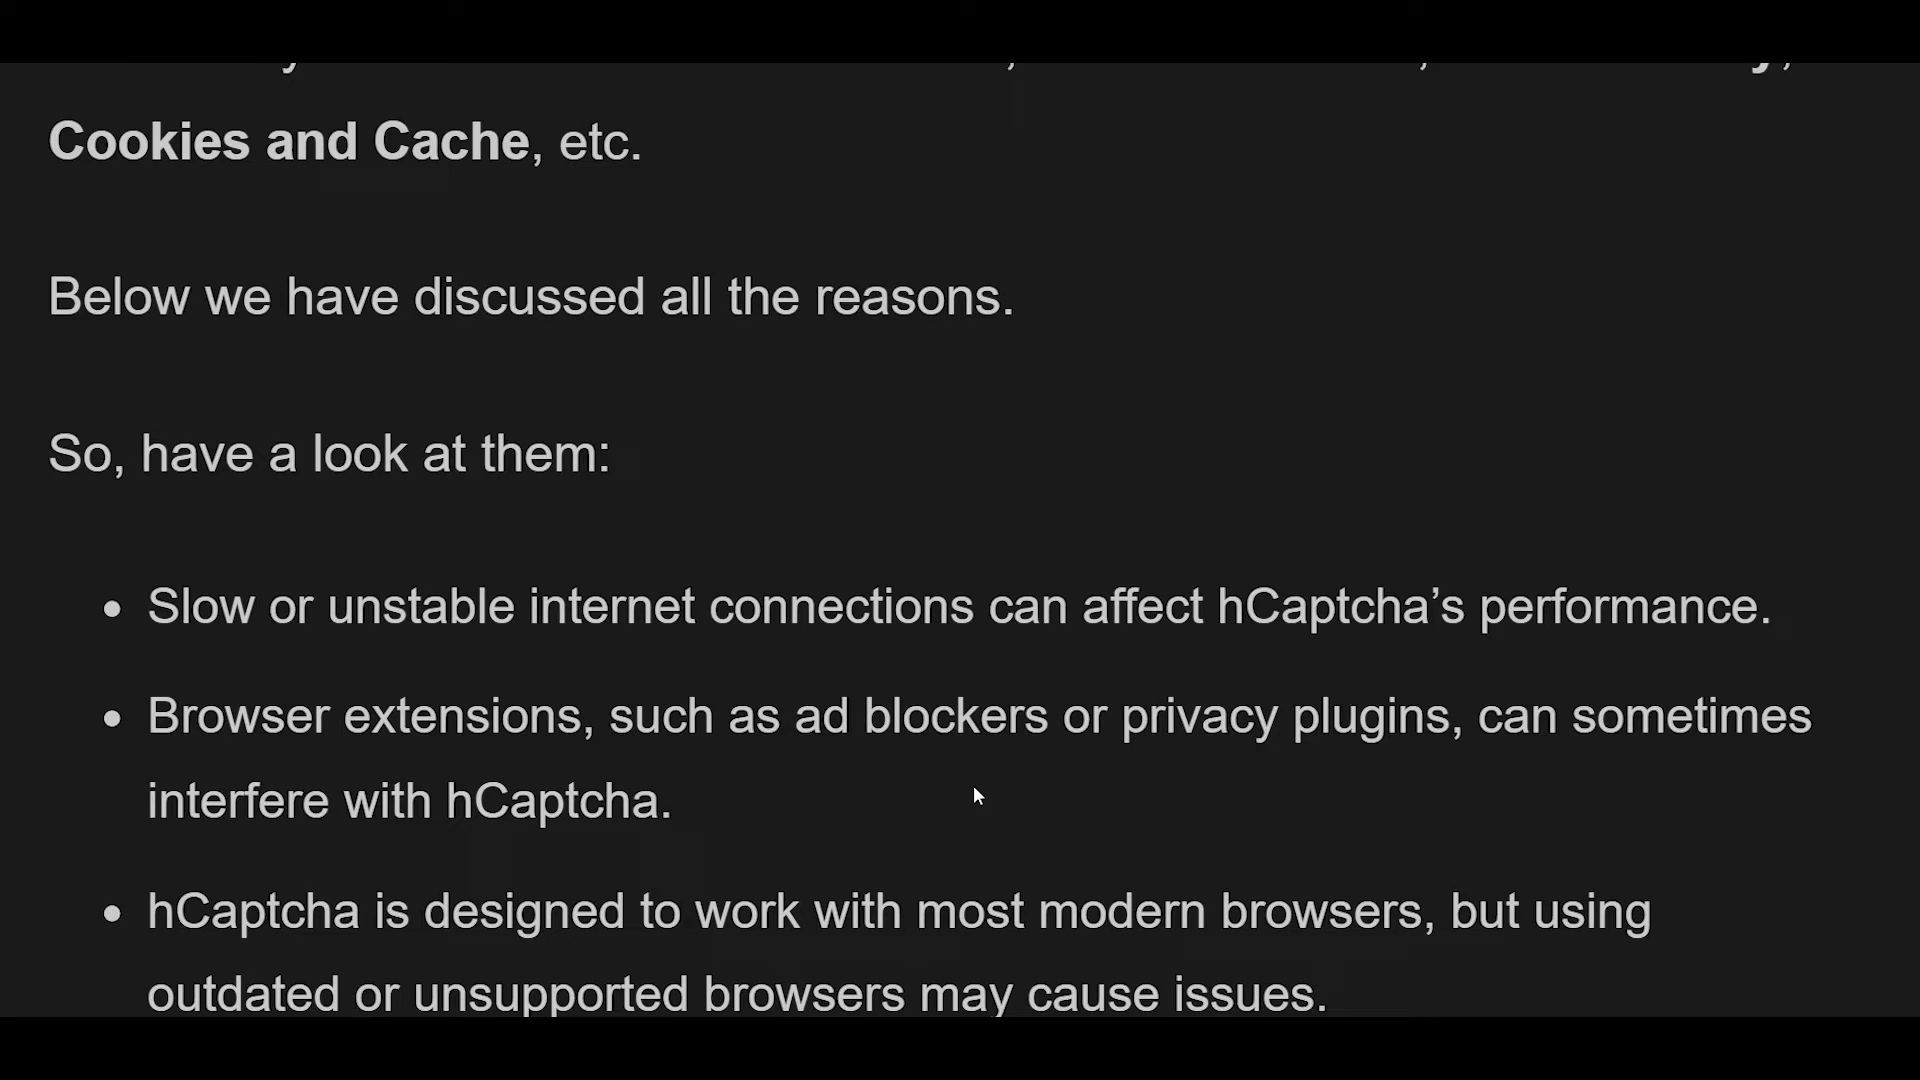 Cookies and Cache, etc.
Below we have discussed all the reasons.
So, have a look at them:
• Slow or unstable internet connections can affect hCaptcha’s performance.
• Browser extensions, such as ad blockers or privacy plugins, can sometimes
interfere with hCaptcha.
• hCaptcha is designed to work with most modern browsers, but using
outdated or unsupported browsers may cause issues.